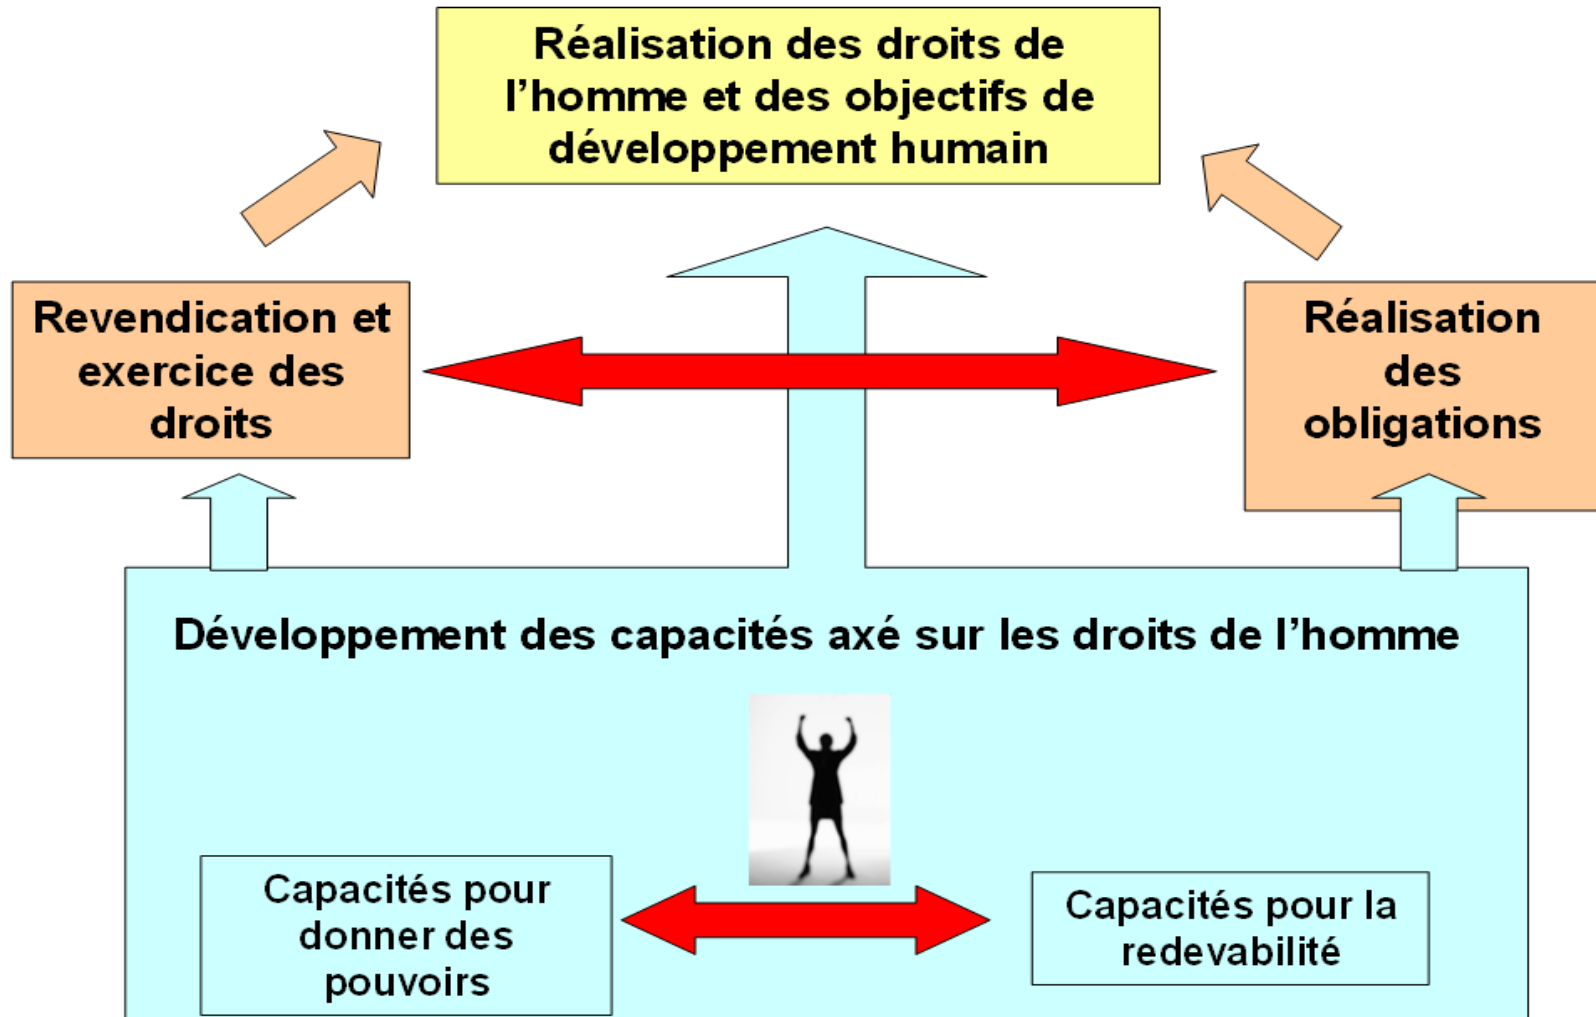 Réalisation des droits de
l'homme et des objectifs de
développement humain
Revendication et
exercice des
droits
Réalisation
des
obligations
Développement des capacités axé sur les droits de l'homme
Capacités pour
donner des
pouvoirs
Capacités pour la
redevabilité